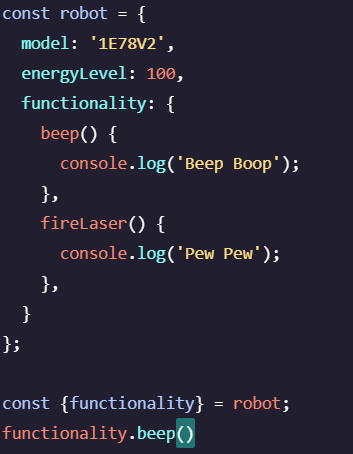 const robot = {
  model: '1E78V2',
  energyLevel: 100,
  functionality: {
    beep() {
      console.log('Beep Boop');
    },
    fireLaser() {
      console.log('Pew Pew');
    },
  }
};

const {functionality} = robot;
functionality.beep()